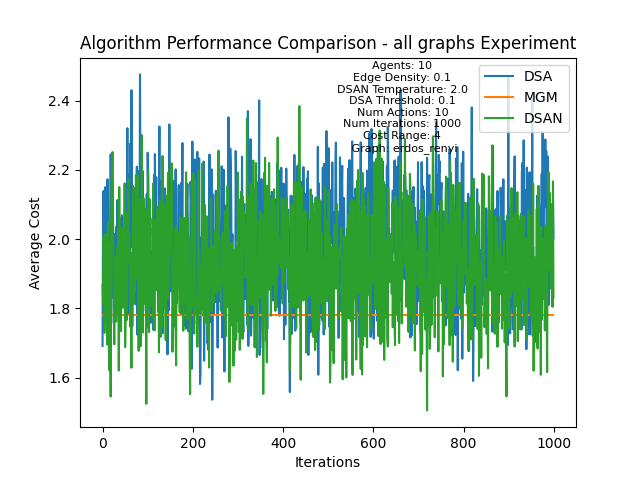 Algorithm Performance Comparison - all graphs Experiment
Agents: 10
Edge Density: 0.1
DSAN Temperature: 2.0
DSA Threshold: 0.1
Num Actions: 10
Num Iterations: 1000
Cost Range: 4
Graph: erdos_renyi
DSA
MGM
DSAN
Average Cost
2.4
2.2
2.0
1.8
1.6
0 200 400 600 800 1000
Iterations